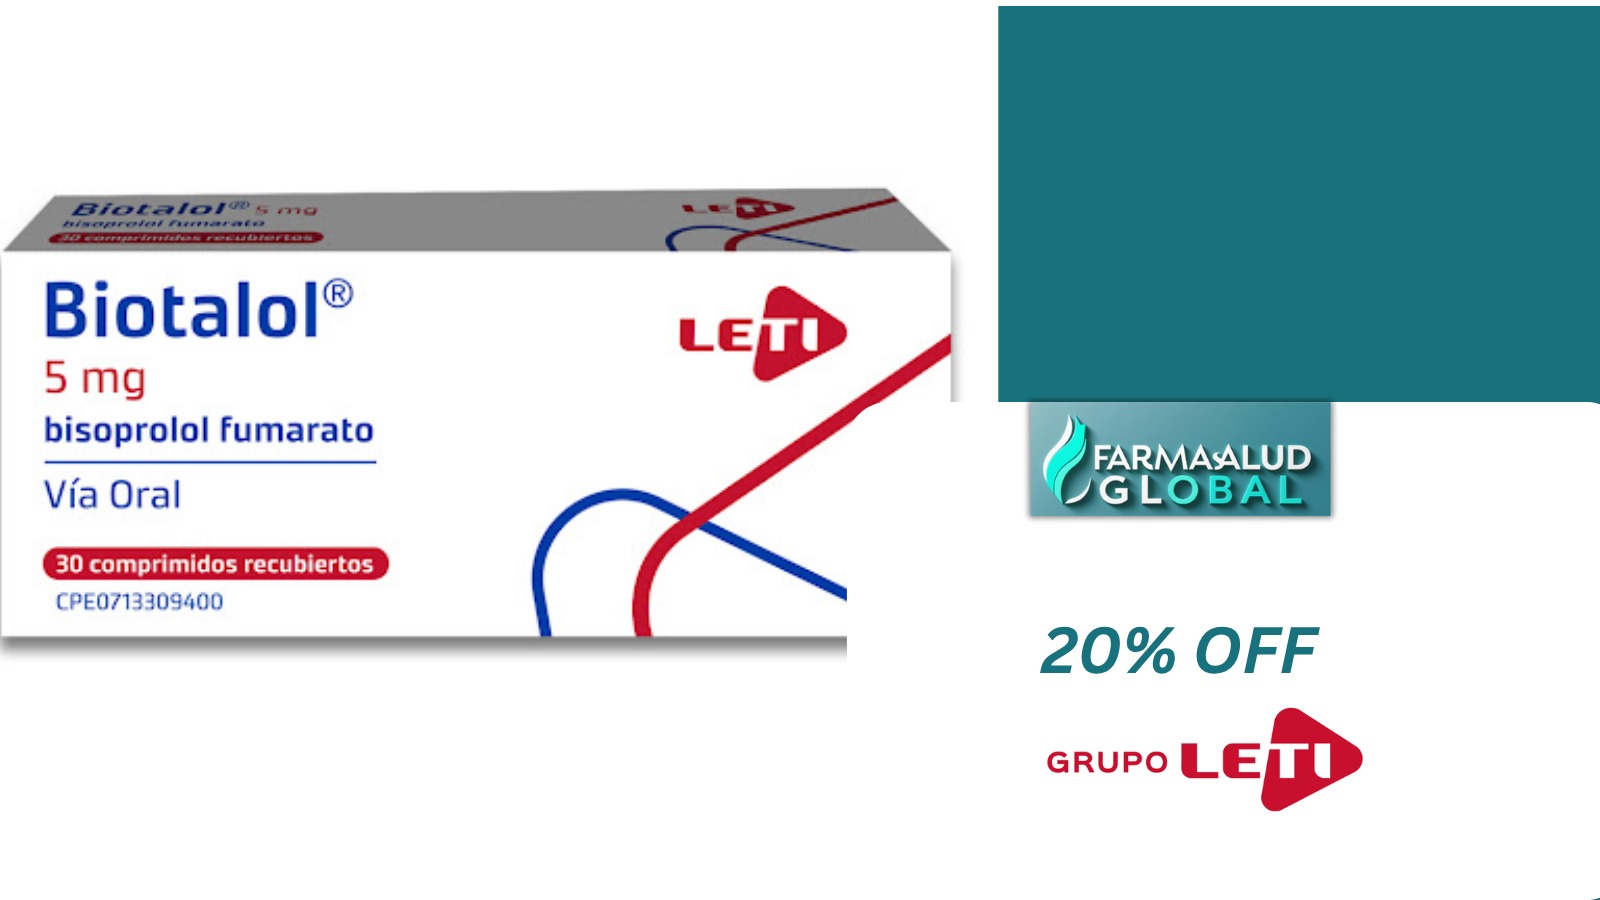 Biotalol® 5 mg
bisoprolol fumarato
30 comprimidos recubiertos
LETI
Biotalol®
5 mg
bisoprolol fumarato
Vía Oral
30 comprimidos recubiertos
CPE0713309400
LETI
FARMASALUD
GLOBAL
20% OFF
GRUPO LETI